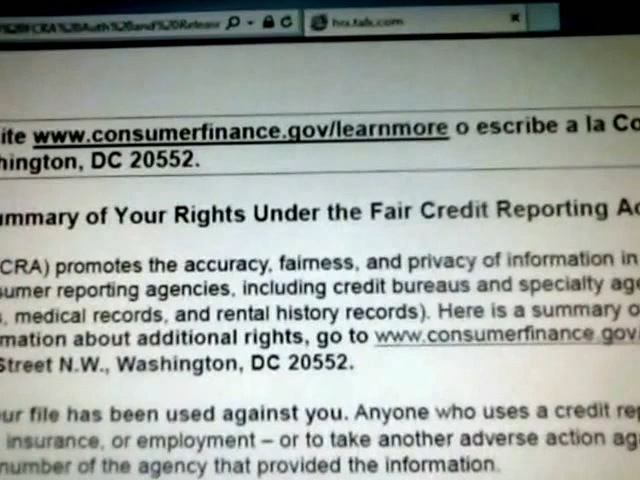 hrx.talx.com
ite www.consumerfinance.gov/learnmore o escribe a la Co
hington, DC 20552.
ummary of Your Rights Under the Fair Credit Reporting Ac
CRA) promotes the accuracy, fairness, and privacy of information in
sumer reporting agencies, including credit bureaus and specialty age
, medical records, and rental history records). Here is a summary o
mation about additional rights, go to www.consumerfinance.gov
Street N.W., Washington, DC 20552.
ur file has been used against you. Anyone who uses a credit rep
insurance, or employment – or to take another adverse action aga
number of the agency that provided the information.